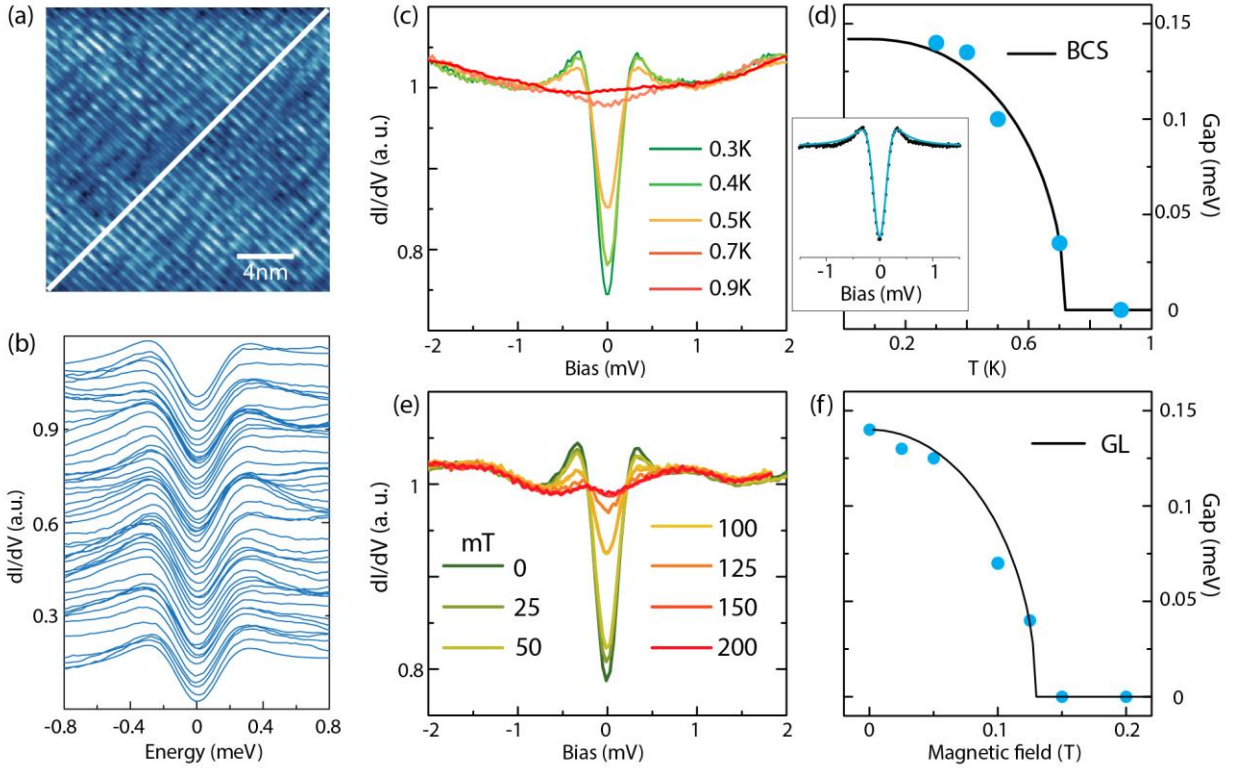 (a)
4nm
(b)
dI/dV (a.u.)
0.9
0.6
0.3
-0.8 -0.4 0 0.4 0.8
Energy (meV)
(c)
dI/dV (a. u.)
1
0.8
0.3K
0.4K
0.5K
0.7K
0.9K
-2 -1 0 1 2
Bias (mV)
(d)
BCS
0.15
0.1
0.05
0
Gap (meV)
0.2 0.6 1
T (K)
-1 0 1
Bias (mV)
(e)
dI/dV (a. u.)
1
0.8
mT
0
25
50
100
125
150
200
-2 -1 0 1 2
Bias (mV)
(f)
GL
0.15
0.1
0.05
0
Gap (meV)
0 0.1 0.2
Magnetic field (T)